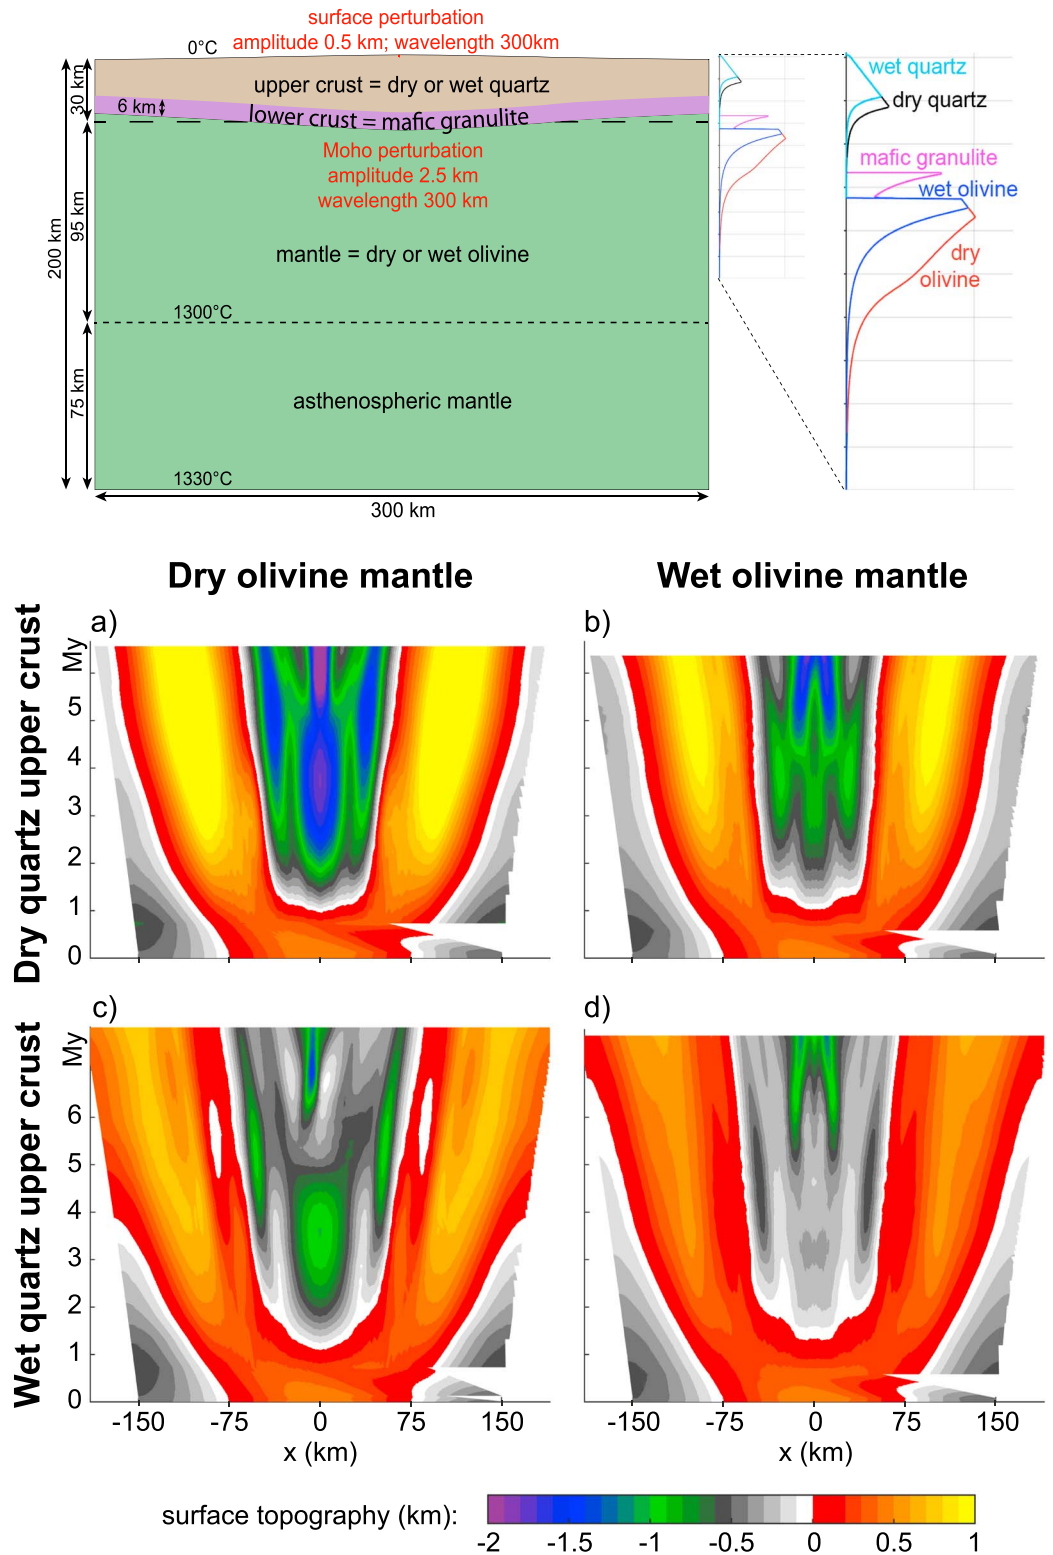 surface perturbation
amplitude 0.5 km; wavelength 300km
0°C
30 km
upper crust = dry or wet quartz
6 km
lower crust = mafic granulite
Moho perturbation
amplitude 2.5 km
wavelength 300 km
200 km
95 km
mantle = dry or wet olivine
1300°C
75 km
asthenospheric mantle
1330°C
300 km
wet quartz
dry quartz
mafic granulite
wet olivine
dry
olivine
Dry olivine mantle
Wet olivine mantle
Dry quartz upper crust
a)
My
5
4
3
2
1
0
b)
Wet quartz upper crust
c)
My
6
5
4
3
2
1
0
-150
-75
0
75
150
x (km)
d)
-150
-75
0
75
150
x (km)
surface topography (km):
-2
-1.5
-1
-0.5
0
0.5
1